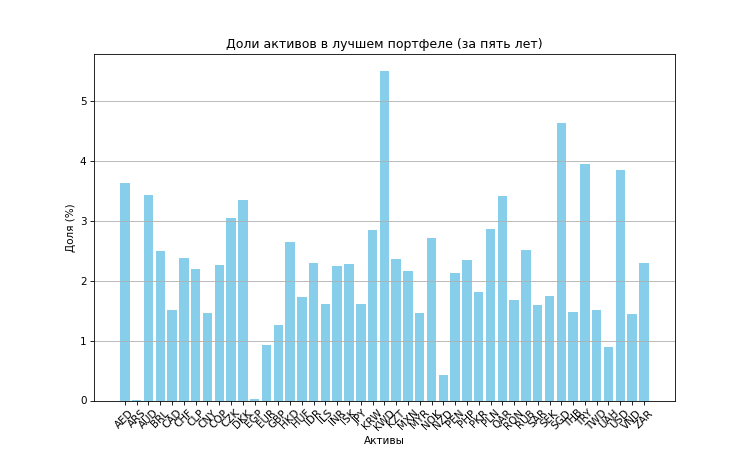 Доли активов в лучшем портфеле (за пять лет)
5
4
3
2
1
0
Доля (%)
AED ARS AUD BRL CAD CHF CLP CNY COP CZK DKK EGP EUR GBP HKD HUF IDR ILS INR ISK JPY KRW KWD KZT MXN MYR NOK NZD PEN PHP PKR PLN QAR RON RUB SAR SEK SGD THB TRY TWD UAH USD VND ZAR
Активы